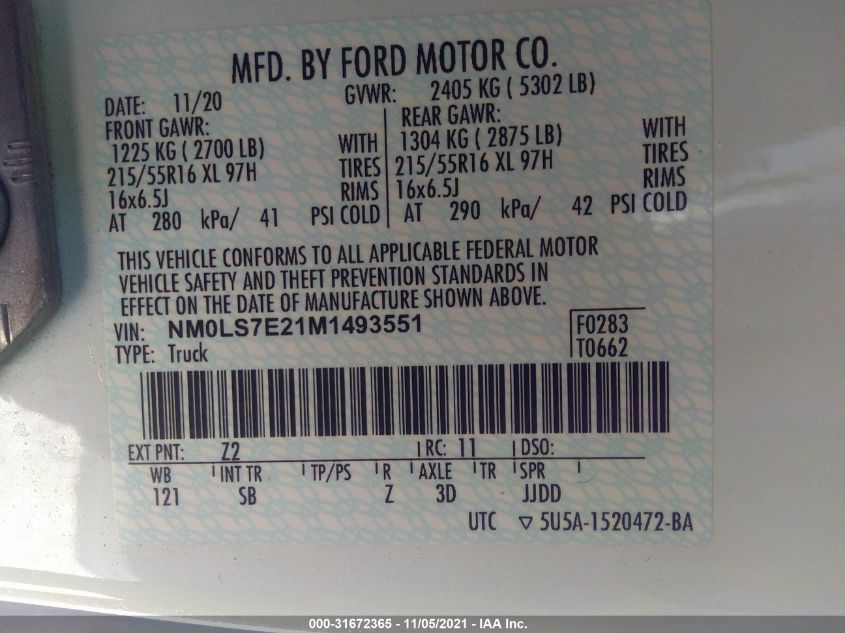 MFD. BY FORD MOTOR CO.
DATE: 11/20 GVWR: 2405 KG ( 5302 LB)
FRONT GAWR: REAR GAWR:
1225 KG ( 2700 LB) WITH 1304 KG ( 2875 LB) WITH
215/55R16 XL 97H TIRES 215/55R16 XL 97H TIRES
16x6.5J RIMS 16x6.5J RIMS
AT 280 kPa/ 41 PSI COLD AT 290 kPa/ 42 PSI COLD
THIS VEHICLE CONFORMS TO ALL APPLICABLE FEDERAL MOTOR
VEHICLE SAFETY AND THEFT PREVENTION STANDARDS IN
EFFECT ON THE DATE OF MANUFACTURE SHOWN ABOVE.
VIN: NM0LS7E21M1493551 F0283
TYPE: Truck T0662
EXT PNT: Z2 RC: 11 DSO:
WB INT TR TP/PS R AXLE TR SPR
121 SB Z 3D JJDD
UTC ▽ 5U5A-1520472-BA
000-31672365 - 11/05/2021 - IAA Inc.